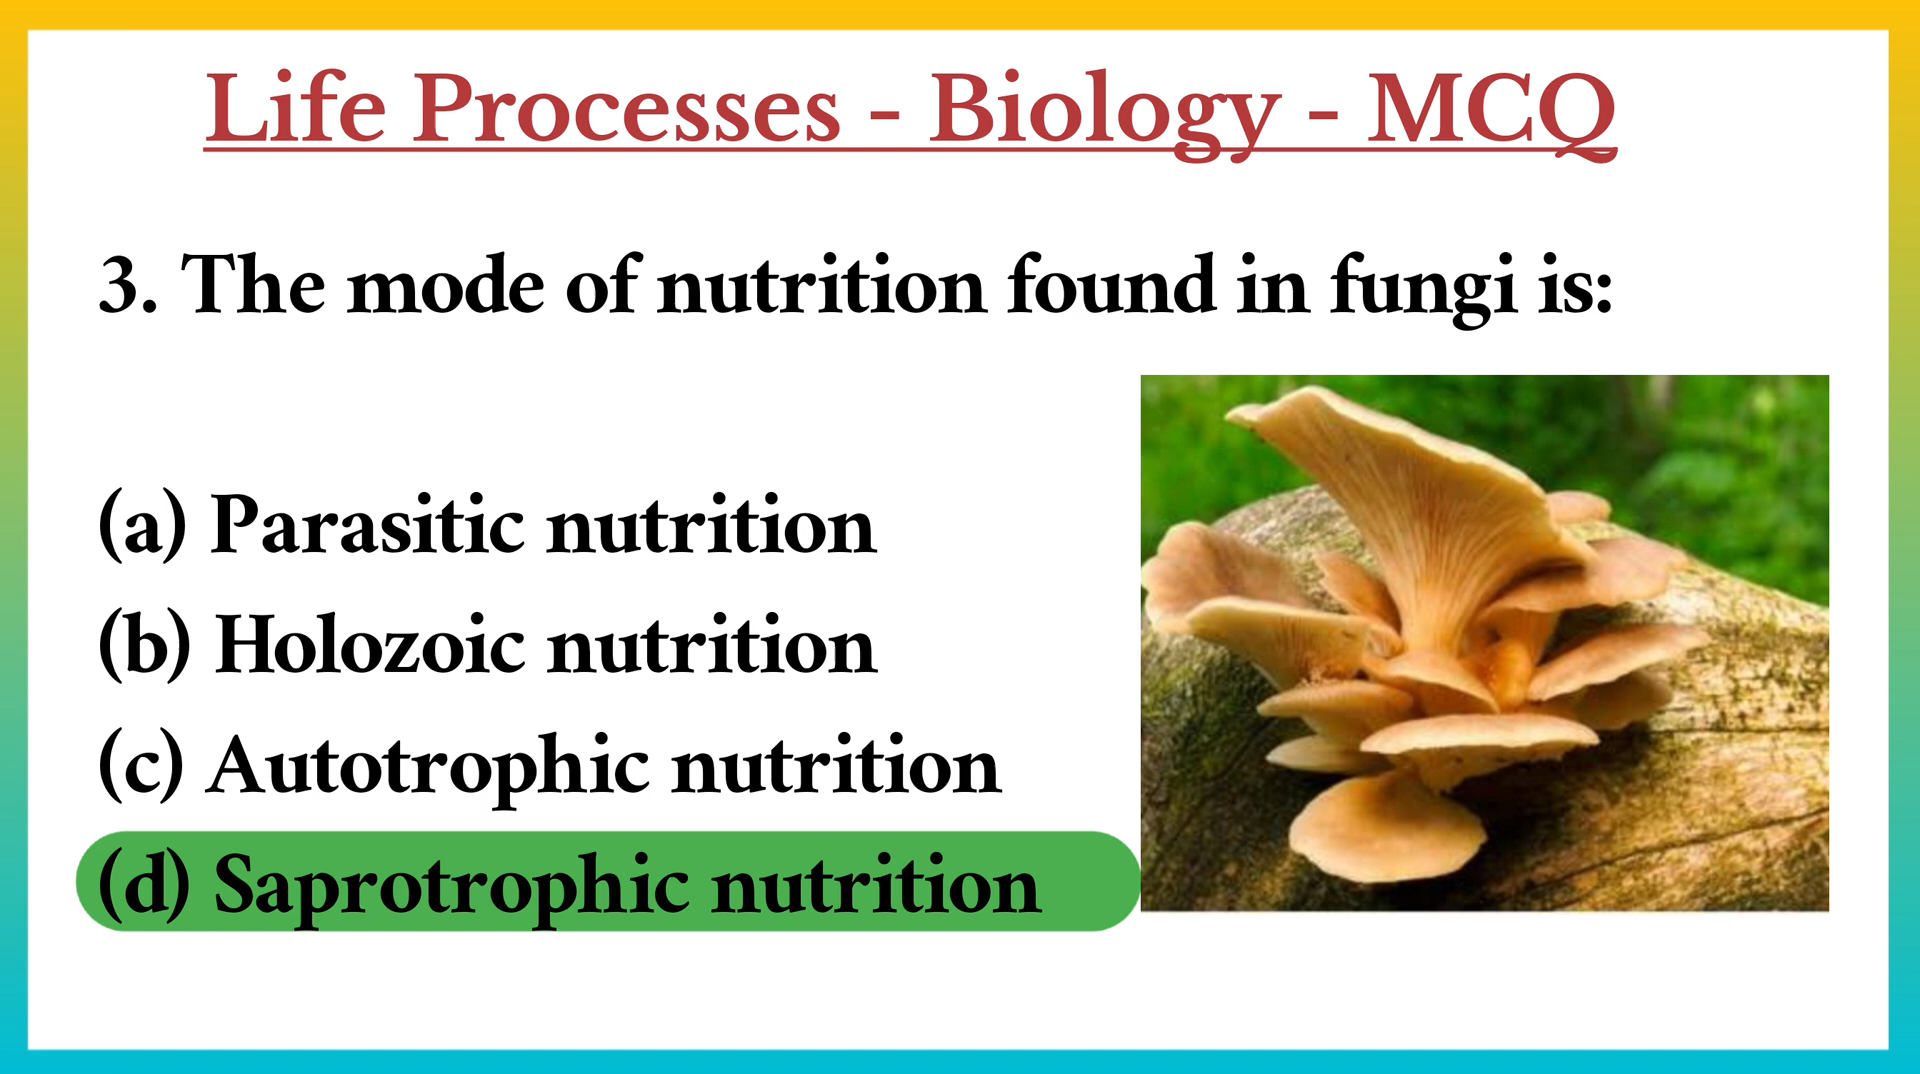 Life Processes - Biology - MCQ
3. The mode of nutrition found in fungi is:
(a) Parasitic nutrition
(b) Holozoic nutrition
(c) Autotrophic nutrition
(d) Saprotrophic nutrition